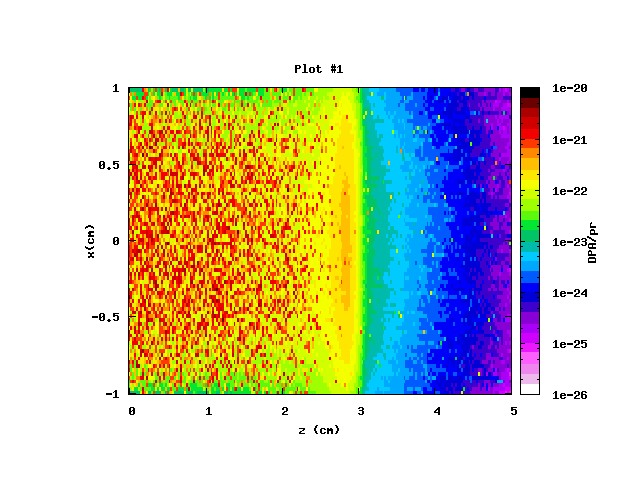 Plot #1
1
0.5
0
-0.5
-1
x(cm)
0 1 2 3 4 5
z (cm)
1e-20
1e-21
1e-22
1e-23
1e-24
1e-25
1e-26
DPA/pr